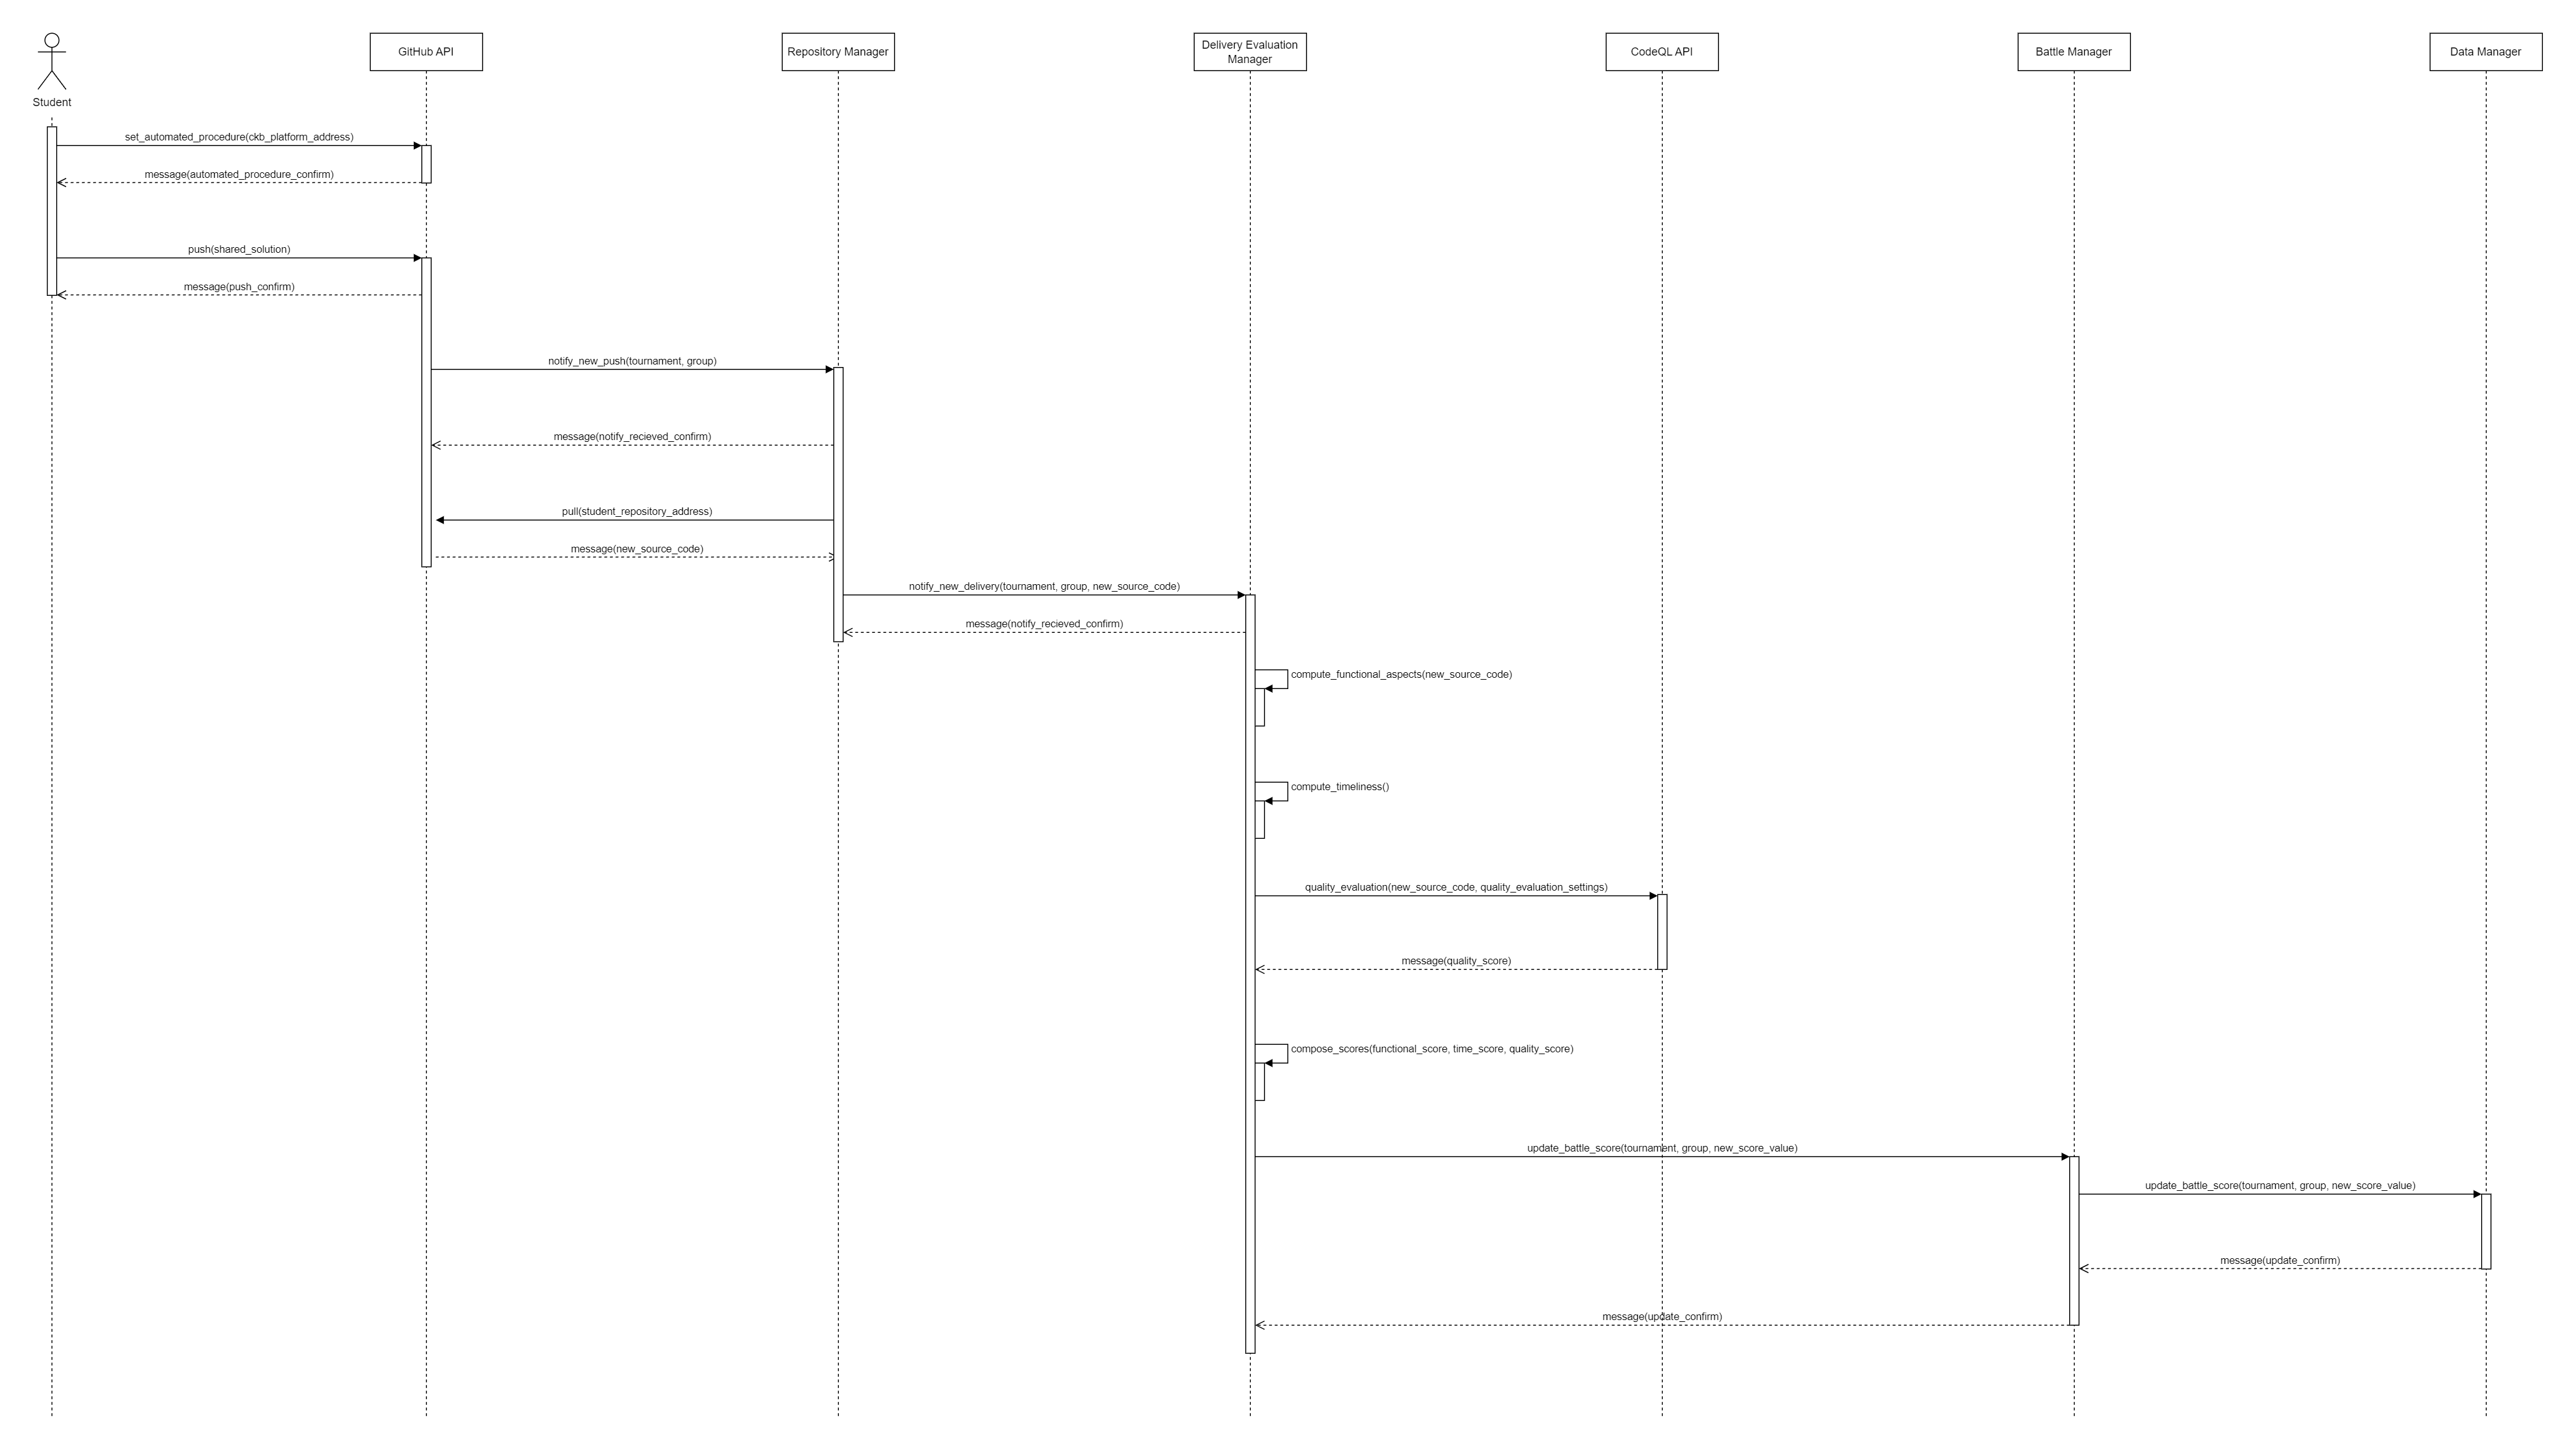 Student
GitHub API
Repository Manager
Delivery Evaluation
Manager
CodeQL API
Battle Manager
Data Manager
set_automated_procedure(ckb_platform_address)
message(automated_procedure_confirm)
push(shared_solution)
message(push_confirm)
notify_new_push(tournament, group)
message(notify_recieved_confirm)
pull(student_repository_address)
message(new_source_code)
notify_new_delivery(tournament, group, new_source_code)
message(notify_recieved_confirm)
compute_functional_aspects(new_source_code)
compute_timeliness()
quality_evaluation(new_source_code, quality_evaluation_settings)
message(quality_score)
compose_scores(functional_score, time_score, quality_score)
update_battle_score(tournament, group, new_score_value)
update_battle_score(tournament, group, new_score_value)
message(update_confirm)
message(update_confirm)